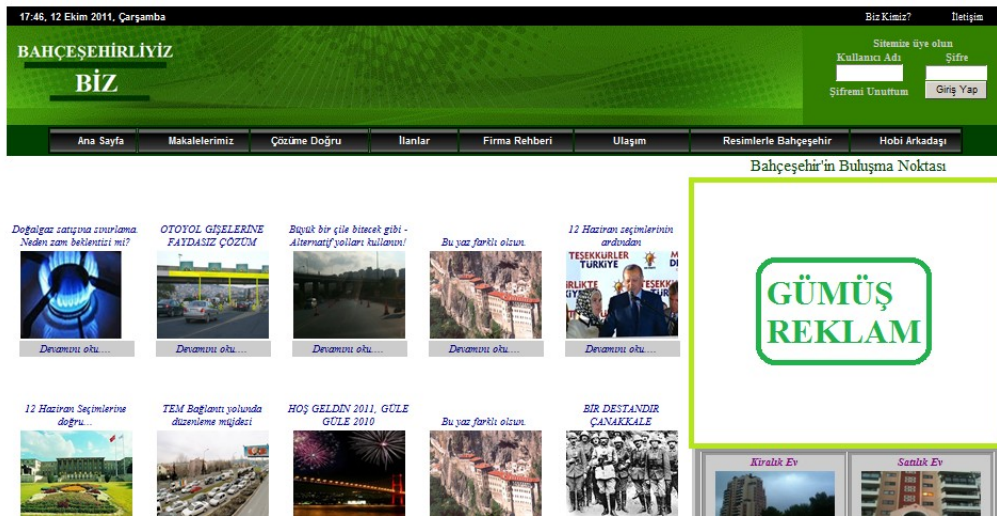 17:46, 12 Ekim 2011, Çarşamba
Biz Kimiz?
İletişim
BAHÇEŞEHİRLİYİZ
BİZ
Sitemize üye olun
Kullanıcı Adı
Şifre
Şifremi Unuttum
Giriş Yap
Ana Sayfa
Makalelerimiz
Çözüme Doğru
İlanlar
Firma Rehberi
Ulaşım
Resimlerle Bahçeşehir
Hobi Arkadaşı
Bahçeşehir'in Buluşma Noktası
Doğalgaz satışına sınırlama.
Neden zam beklentisi mi?
Devamını oku.....
OTOYOL GİŞELERİNE
FAYDASIZ ÇÖZÜM
Devamını oku.....
Büyük bir çile bitecek gibi -
Alternatif yolları kullanın!
Devamını oku.....
Bu yaz farklı olsun.
Devamını oku.....
12 Haziran seçimlerinin
ardından
TEŞEKKÜRLER
TÜRKİYE
Devamını oku.....
GÜMÜŞ
REKLAM
12 Haziran Seçimlerine
doğru...
TEM Bağlantı yolunda
düzenleme müjdesi
HOŞ GELDİN 2011, GÜLE
GÜLE 2010
Bu yaz farklı olsun.
BİR DESTANDIR
ÇANAKKALE
Kiralık Ev
Satılık Ev